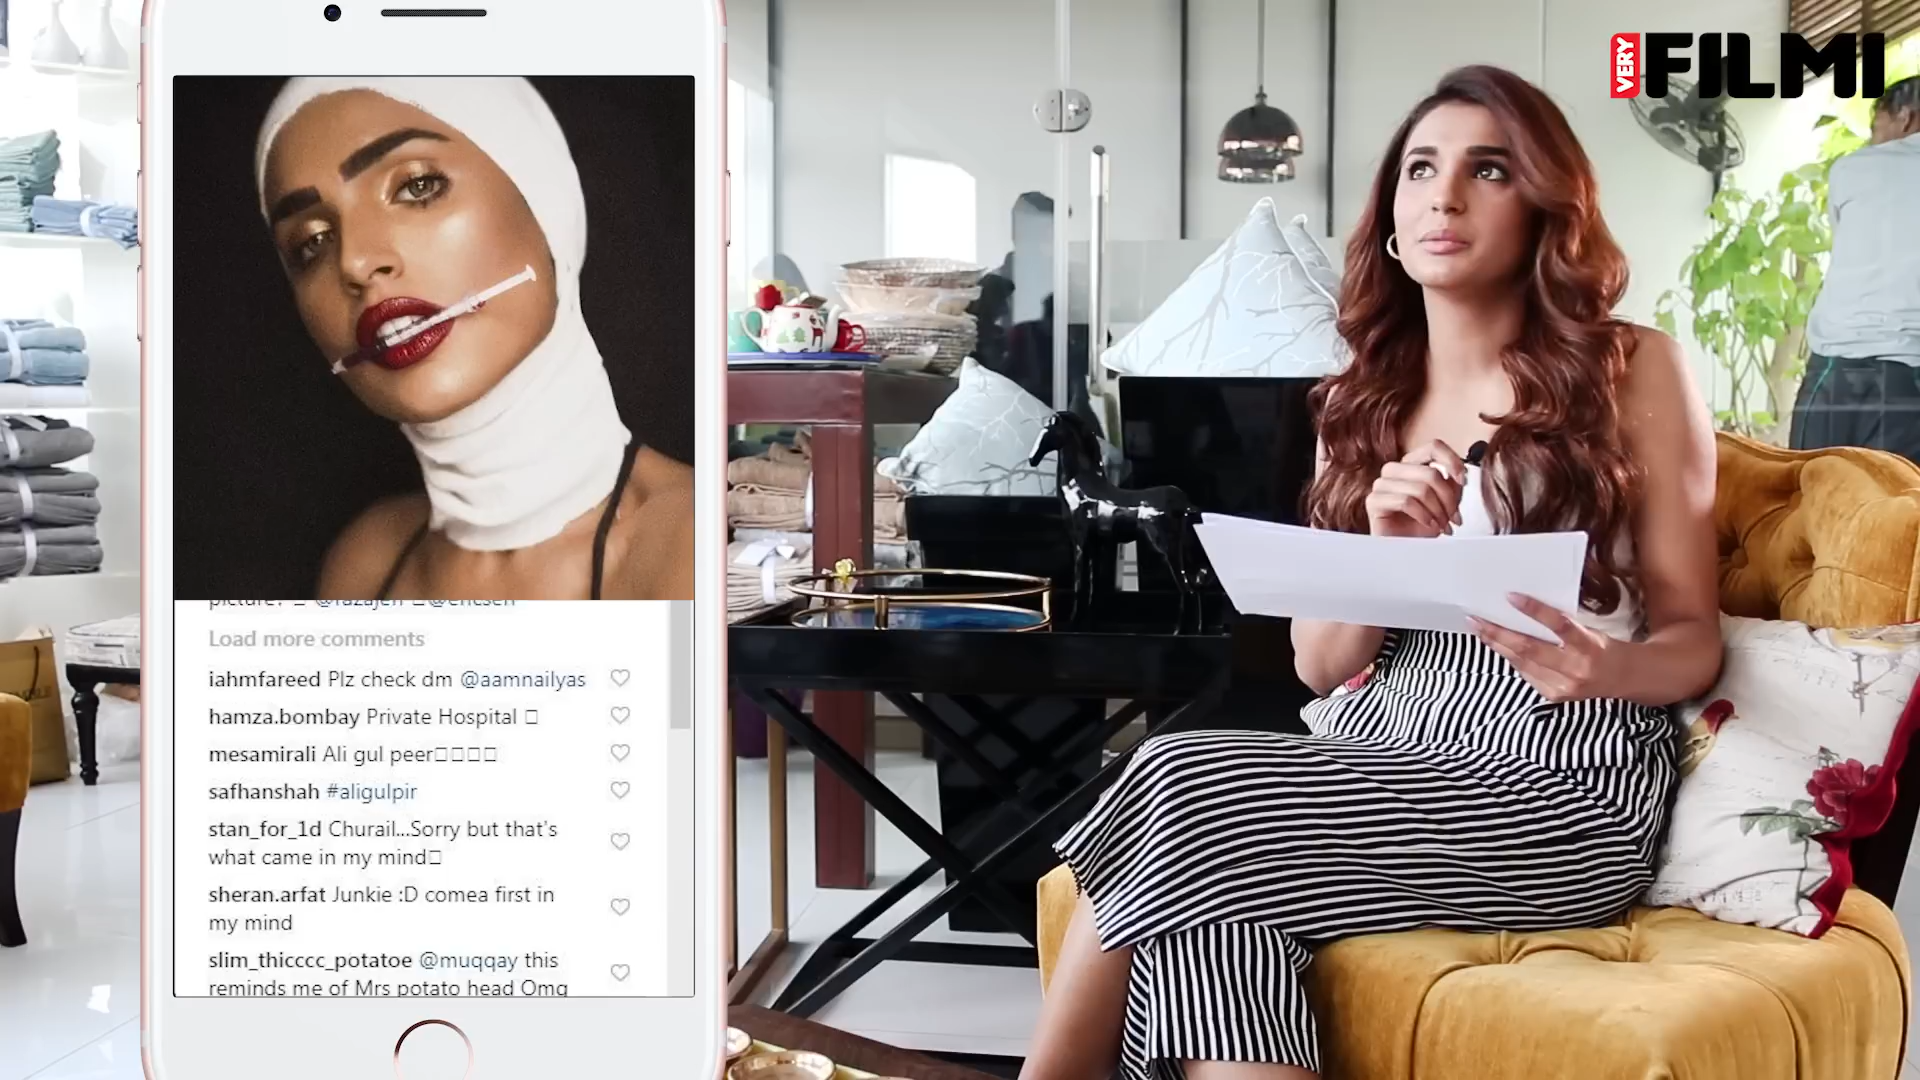 VERY FILMI
Load more comments
iahmfareed Plz check dm @aamnailyas
hamza.bombay Private Hospital
mesamirali Ali gul peer
safhanshah #aligulpir
stan_for_1d Churail...Sorry but that's
what came in my mind
sheran.arfat Junkie :D comea first in
my mind
slim_thicccc_potatoe @muqqay this
reminds me of Mrs potato head Omg